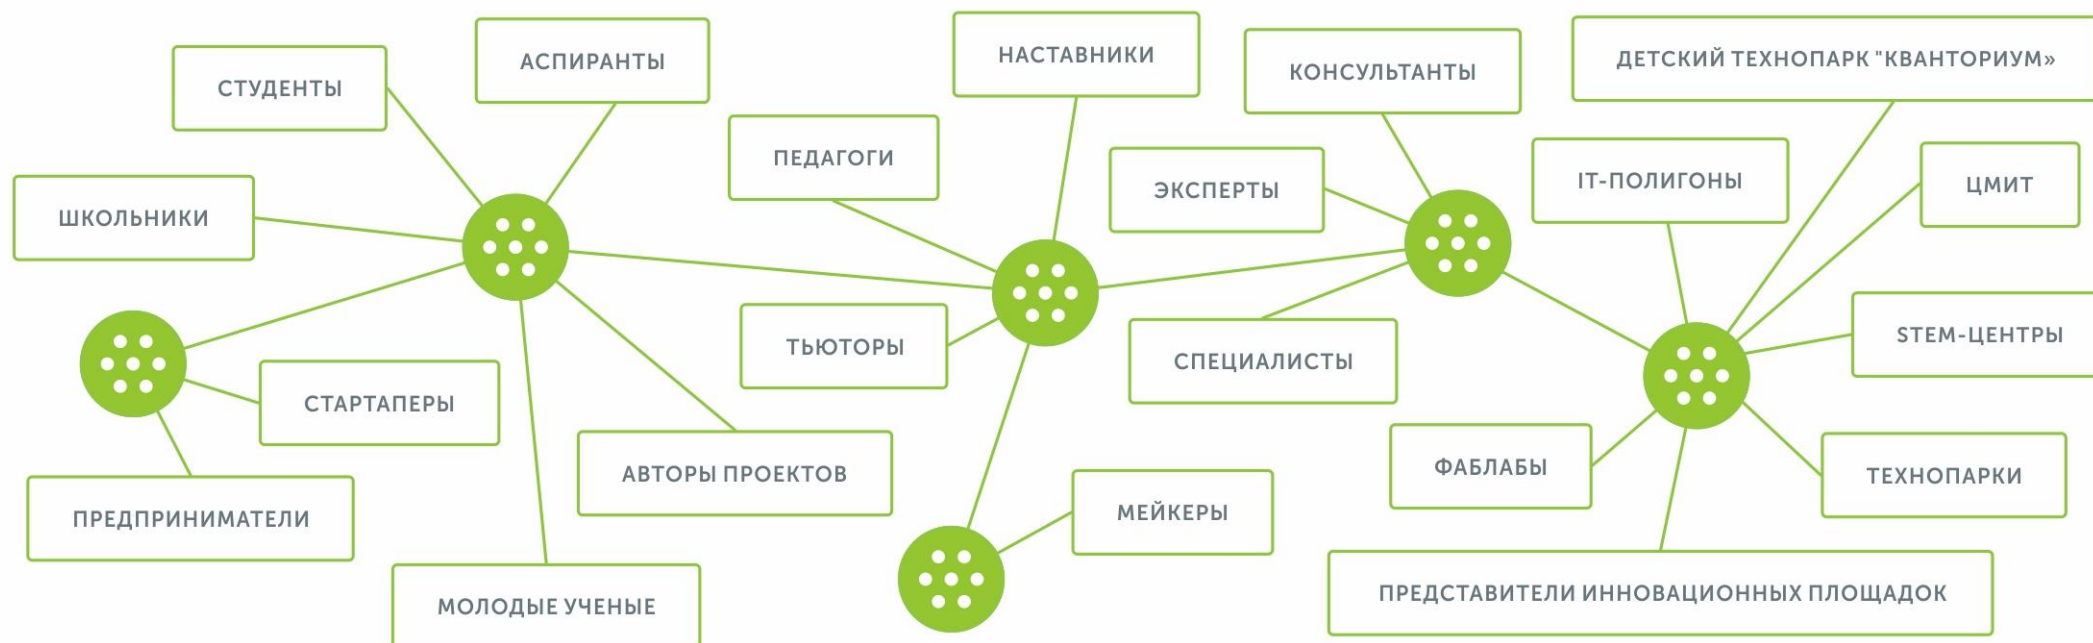 СТУДЕНТЫ
АСПИРАНТЫ
НАСТАВНИКИ
КОНСУЛЬТАНТЫ
ДЕТСКИЙ ТЕХНОПАРК "КВАНТОРИУМ»
ПЕДАГОГИ
ЭКСПЕРТЫ
IT-ПОЛИГОНЫ
ЦМИТ
ШКОЛЬНИКИ
ТЬЮТОРЫ
СПЕЦИАЛИСТЫ
STEM-ЦЕНТРЫ
СТАРТАПЕРЫ
АВТОРЫ ПРОЕКТОВ
ФАБЛАБЫ
ТЕХНОПАРКИ
ПРЕДПРИНИМАТЕЛИ
МЕЙКЕРЫ
МОЛОДЫЕ УЧЕНЫЕ
ПРЕДСТАВИТЕЛИ ИННОВАЦИОННЫХ ПЛОЩАДОК